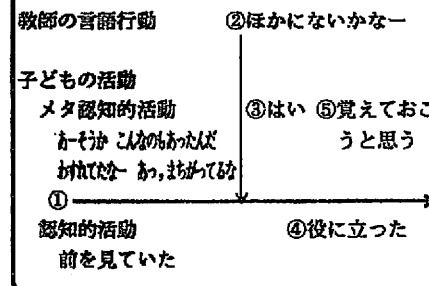 教師の言語行動 ②ほかにないかなー
子どもの活動
メタ認知的活動 ③はい ⑤覚えておこ
あーそうか こんなのもあったんだ うと思う
わすれてたなー あっ,まちがってるな
①
認知的活動 ④役に立った
前を見ていた